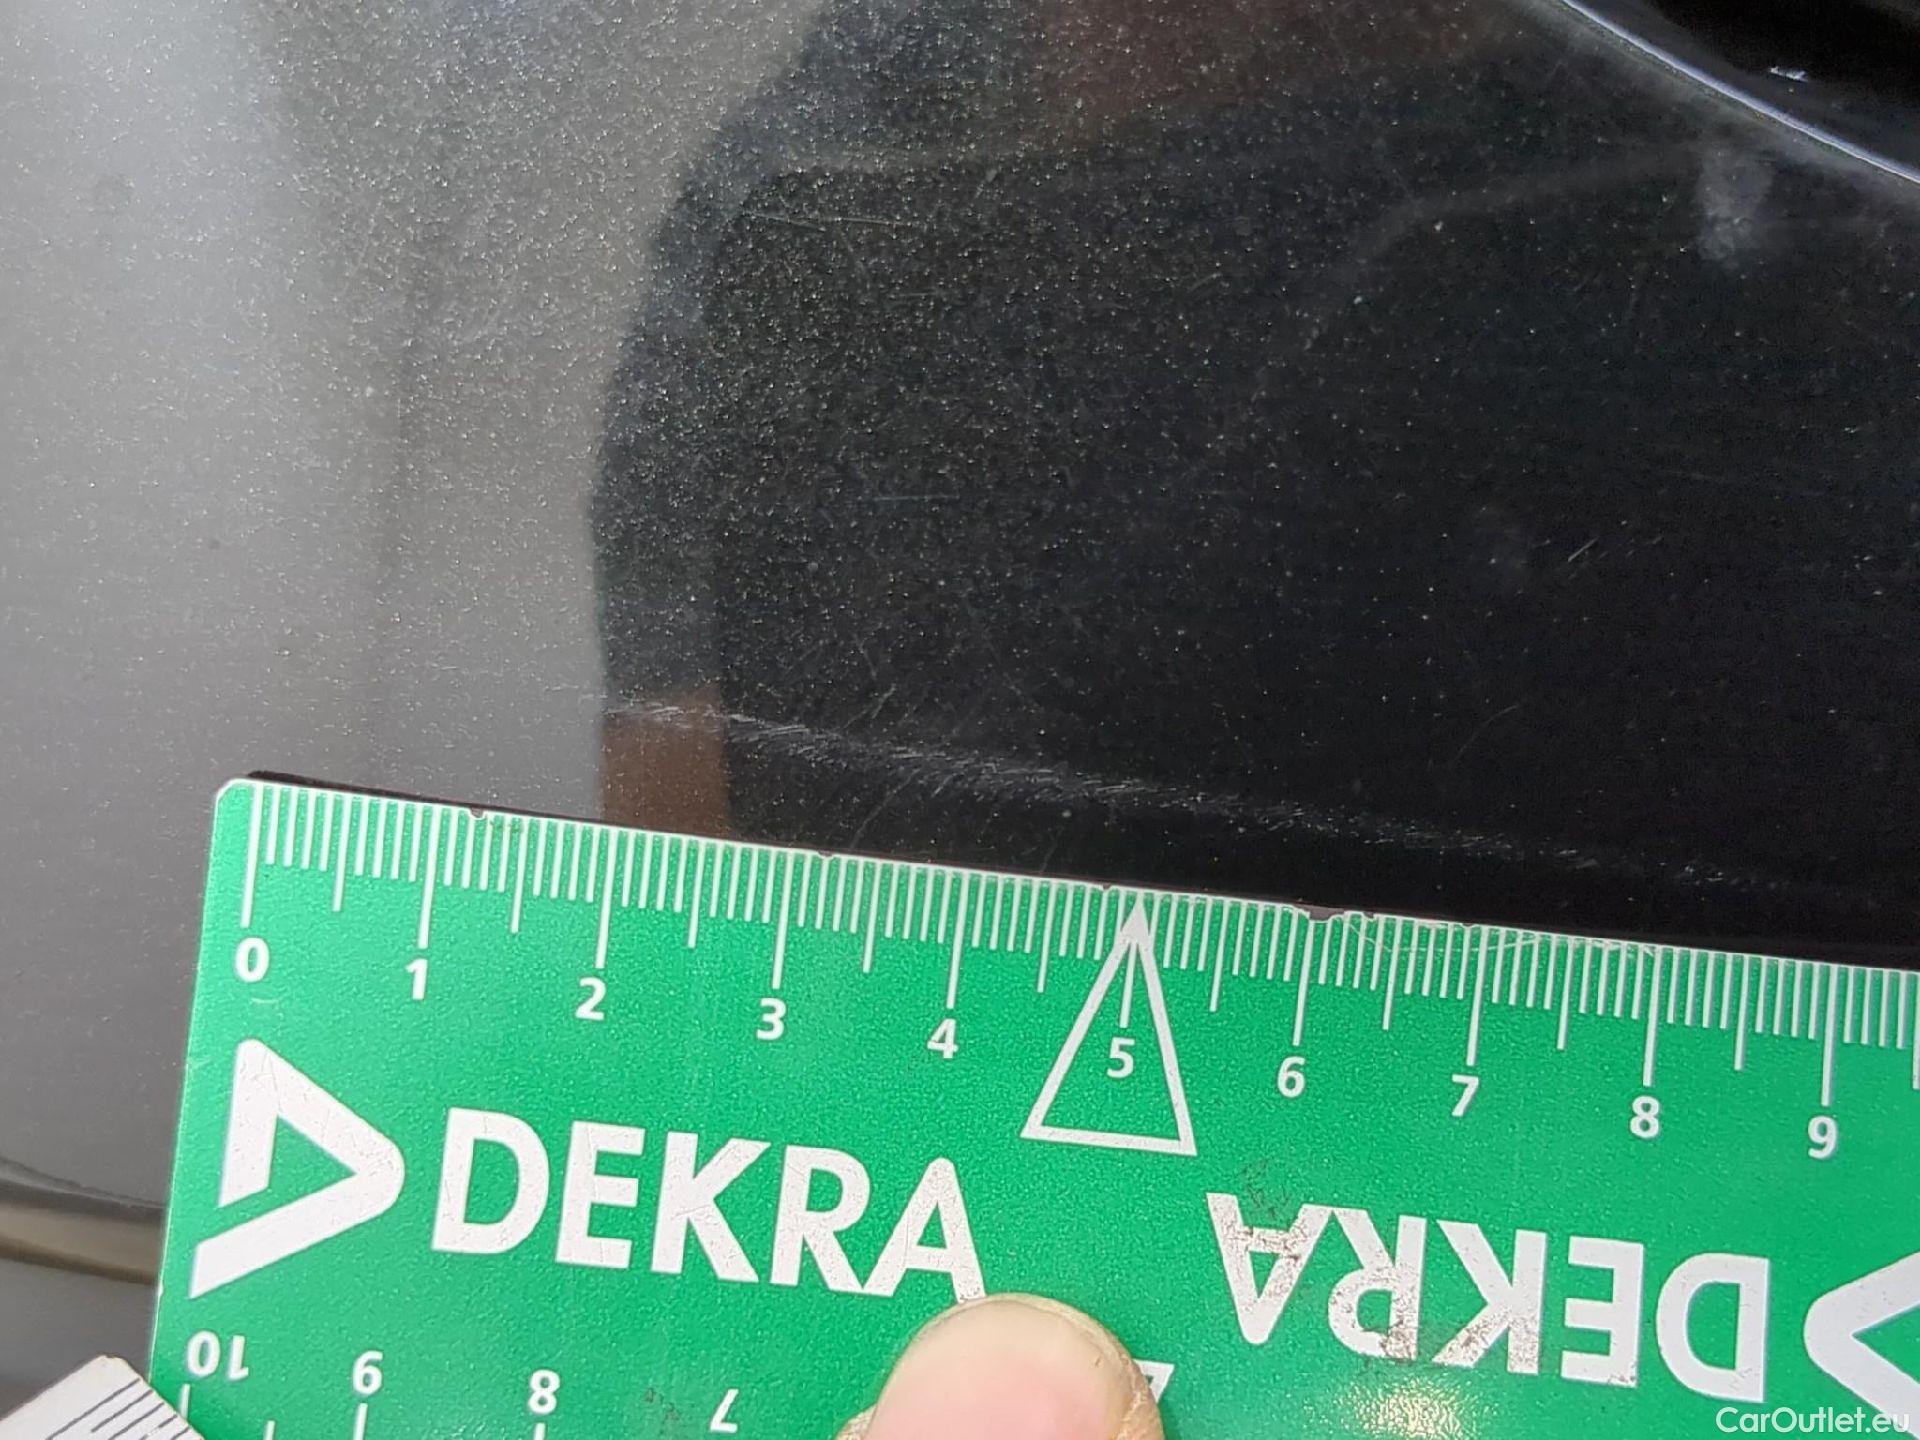 0 1 2 3 4 5 6 7 8 9
DEKRA
DEKRA
10 9 8 7
CarOutlet.eu